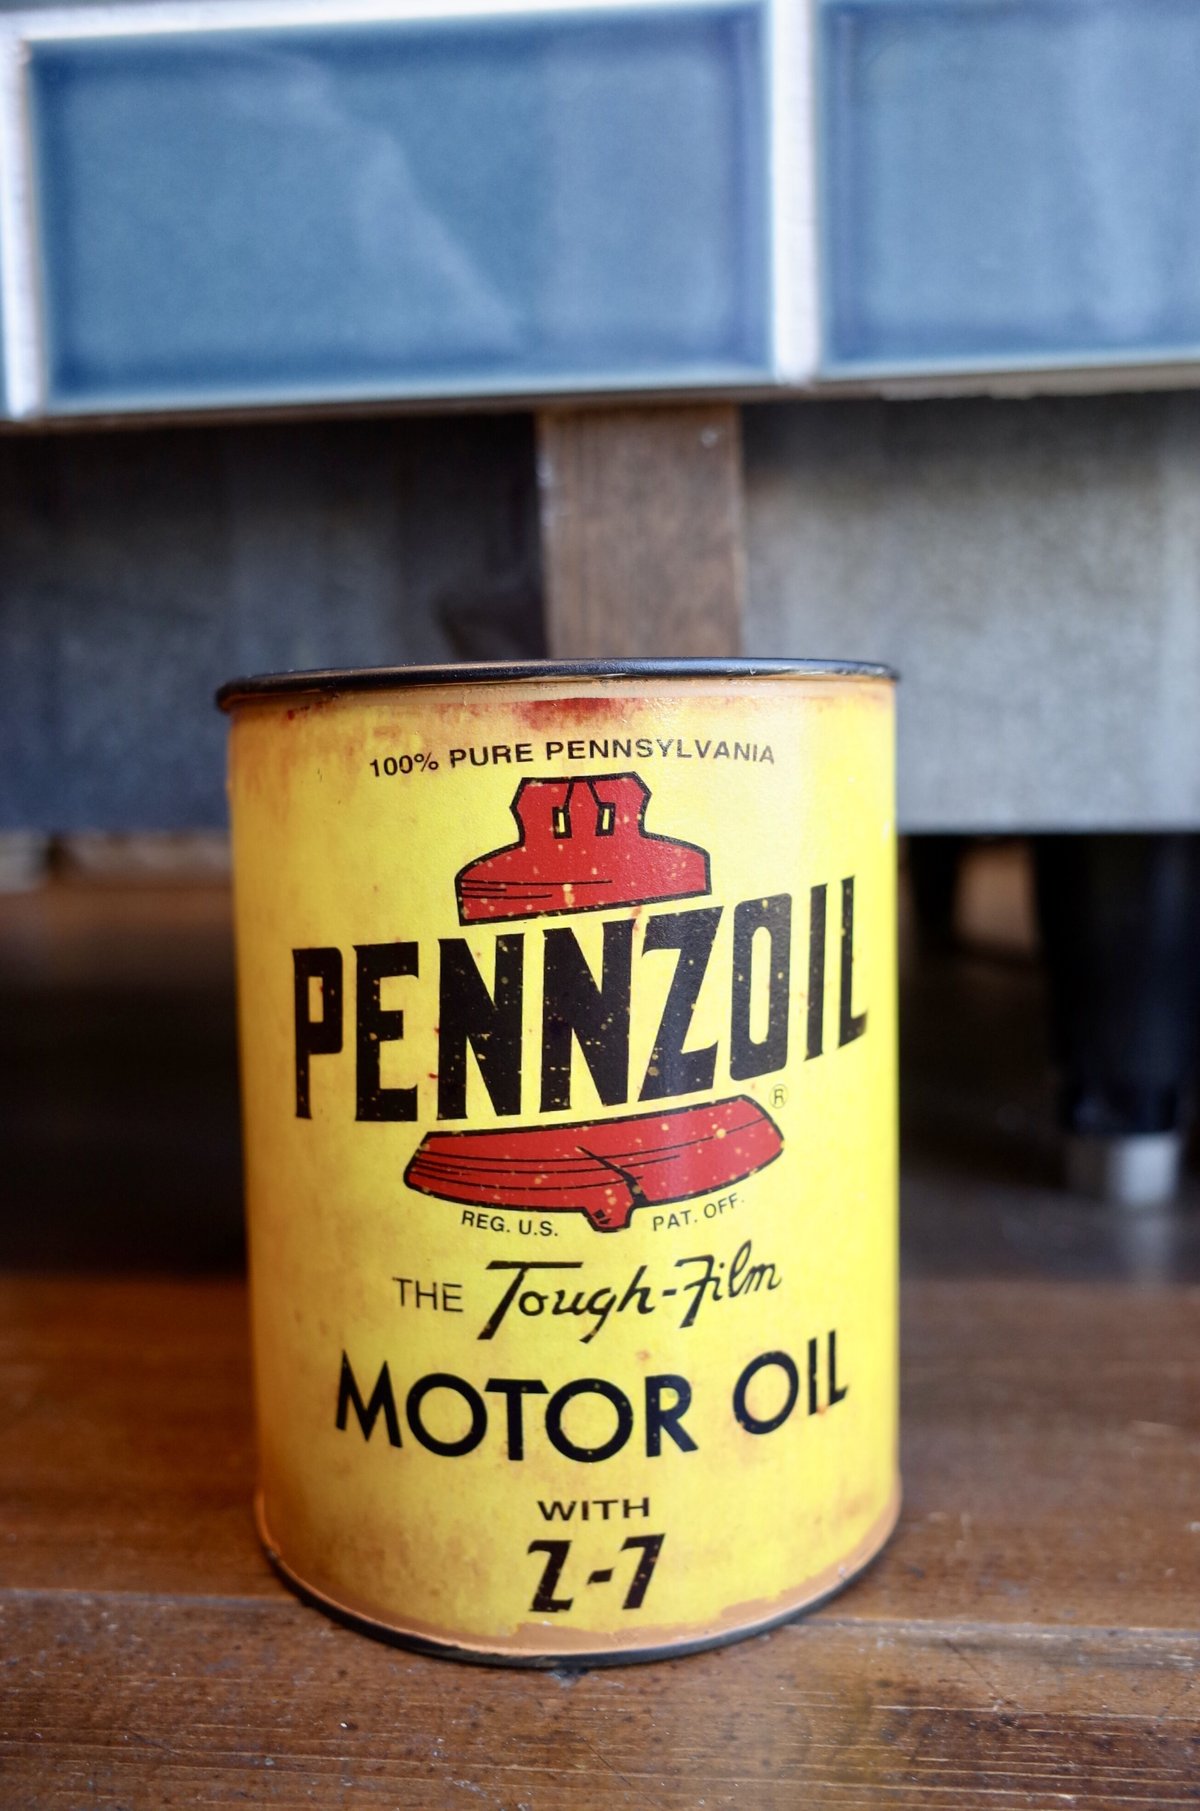 100% PURE PENNSYLVANIA
PENNZOIL
®
REG. U.S. PAT. OFF.
THE Tough-Film
MOTOR OIL
WITH
Z-7